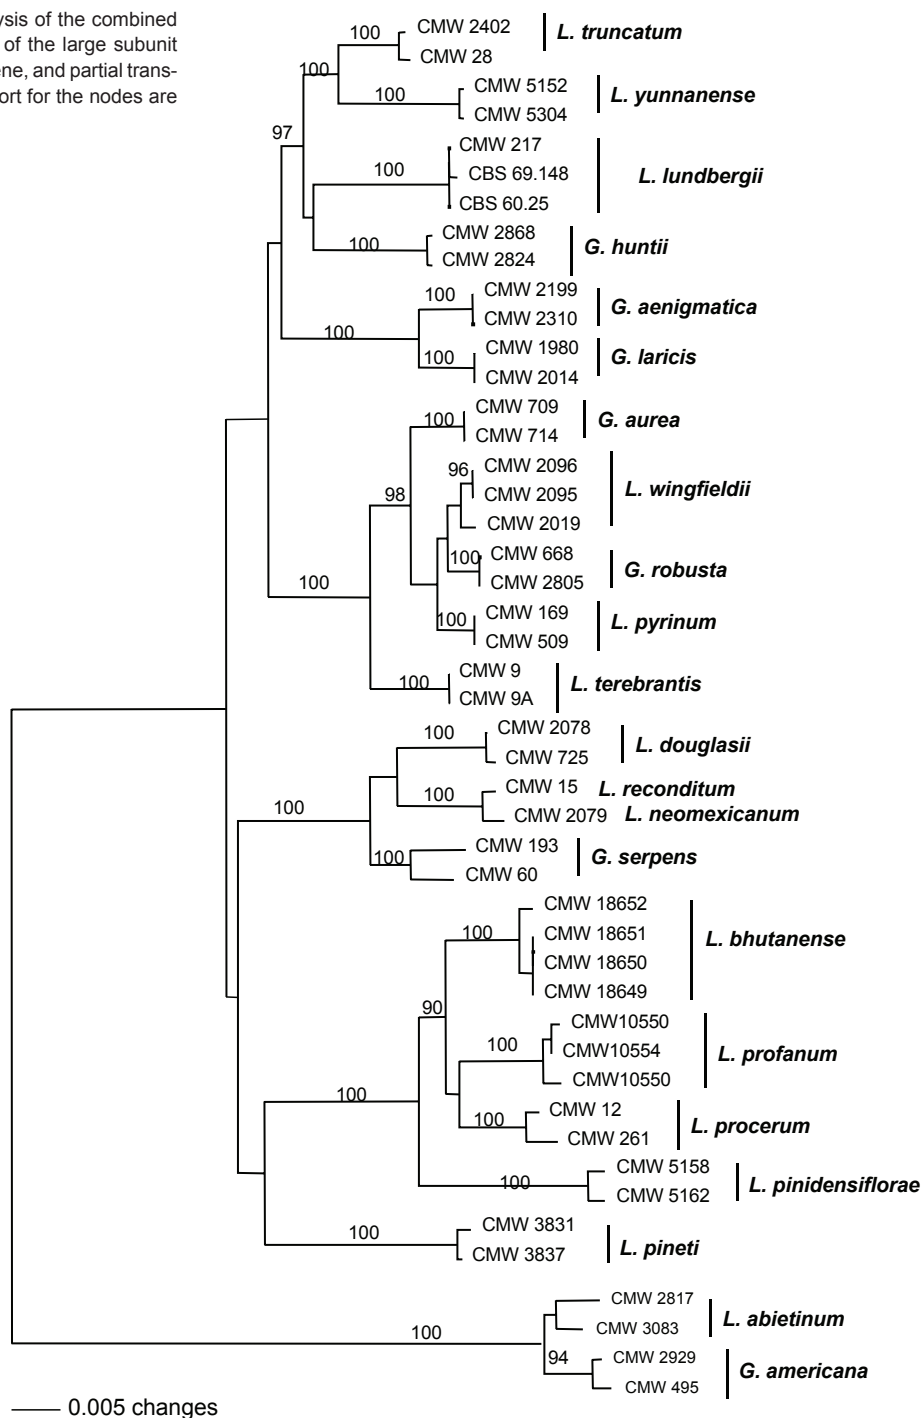 ysis of the combined
of the large subunit
ene, and partial trans-
ort for the nodes are
100 CMW 2402 L. truncatum
CMW 28
100
100 CMW 5152 L. yunnanense
CMW 5304
97
CMW 217
100 CBS 69.148 L. lundbergii
CBS 60.25
CMW 2868
100 G. huntii
CMW 2824
CMW 2199
100 G. aenigmatica
CMW 2310
100
CMW 1980
100 G. laricis
CMW 2014
CMW 709
100 G. aurea
CMW 714
98
96 CMW 2096
CMW 2095 L. wingfieldii
CMW 2019
100 CMW 668
CMW 2805 G. robusta
100
CMW 169
100 L. pyrinum
CMW 509
CMW 9
100 L. terebrantis
CMW 9A
CMW 2078
100 L. douglasii
CMW 725
CMW 15 L. reconditum
100
CMW 2079 L. neomexicanum
100
CMW 193
100 G. serpens
CMW 60
CMW 18652
100 CMW 18651
L. bhutanense
CMW 18650
CMW 18649
90
CMW10550
100 CMW10554 L. profanum
CMW10550
100
CMW 12
100 L. procerum
CMW 261
CMW 5158
100 L. pinidensiflorae
CMW 5162
CMW 3831
100 L. pineti
CMW 3837
CMW 2817
L. abietinum
CMW 3083
100
94 CMW 2929
G. americana
CMW 495
0.005 changes